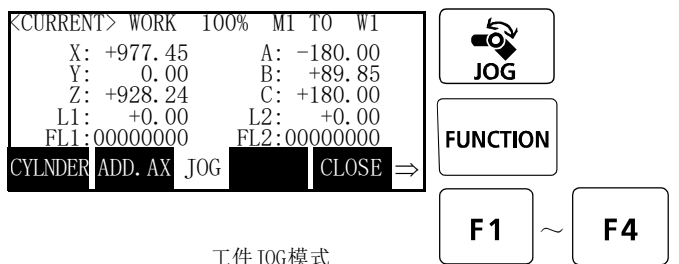 <CURRENT> WORK 100% M1 TO W1
X: +977.45 A: -180.00
Y: 0.00 B: +89.85
Z: +928.24 C: +180.00
L1: +0.00 L2: +0.00
FL1:00000000 FL2:00000000
CYLNDER ADD. AX JOG CLOSE ⇒
JOG
FUNCTION
F1 ~ F4
工件JOG模式